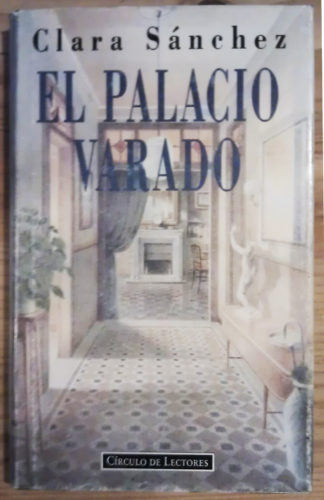 Clara Sánchez
EL PALACIO
VARADO
CÍRCULO DE LECTORES